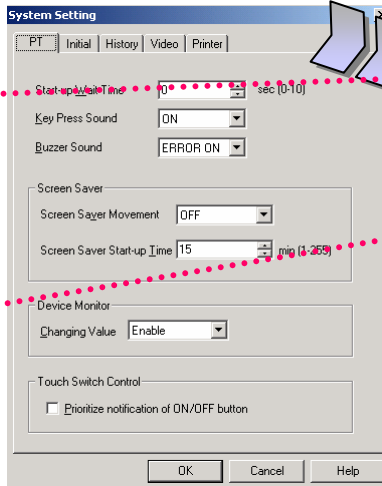 System Setting
PT Initial History Video Printer
Start-up Wait Time 0 sec (0-10)
Key Press Sound ON
Buzzer Sound ERROR ON
Screen Saver
Screen Saver Movement OFF
Screen Saver Start-up Time 15 min (1-255)
Device Monitor
Changing Value Enable
Touch Switch Control
Prioritize notification of ON/OFF button
OK Cancel Help